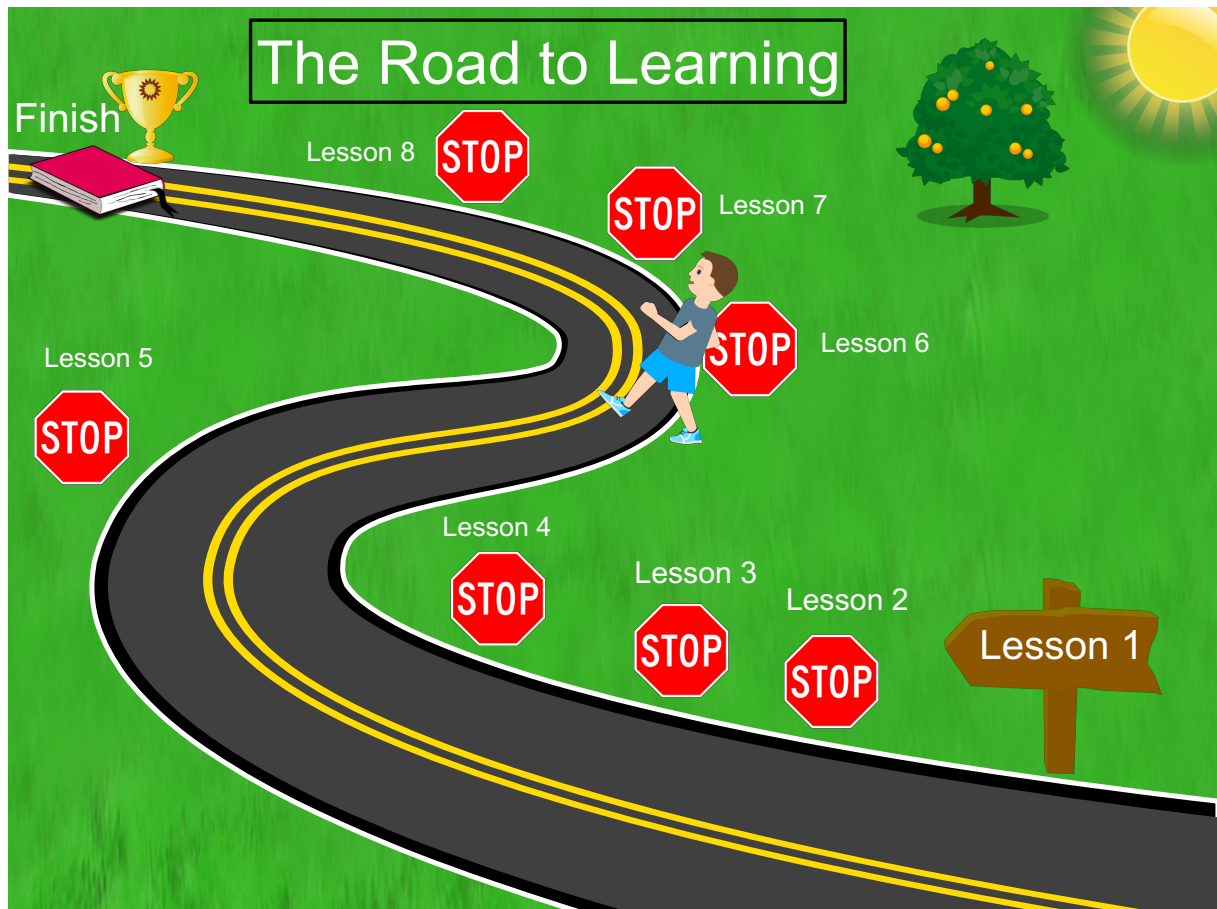 The Road to Learning
Finish
Lesson 8
STOP
STOP
Lesson 7
STOP
Lesson 6
Lesson 5
STOP
Lesson 4
STOP
Lesson 3
STOP
Lesson 2
STOP
Lesson 1